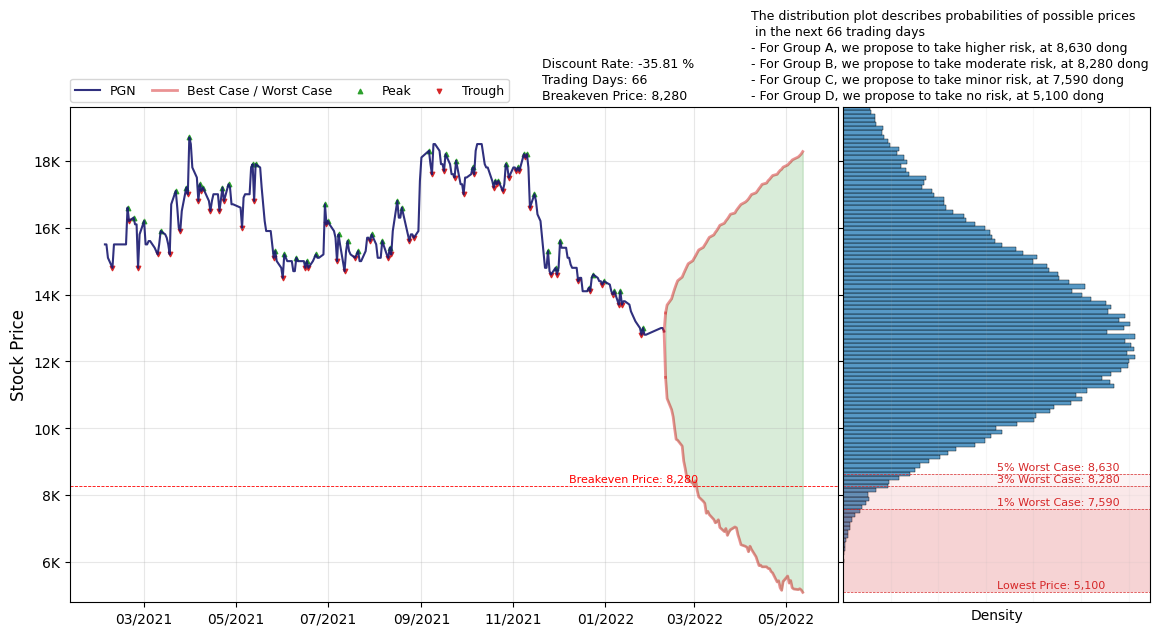 The distribution plot describes probabilities of possible prices
in the next 66 trading days
- For Group A, we propose to take higher risk, at 8,630 dong
- For Group B, we propose to take moderate risk, at 8,280 dong
- For Group C, we propose to take minor risk, at 7,590 dong
- For Group D, we propose to take no risk, at 5,100 dong
Discount Rate: -35.81 %
Trading Days: 66
Breakeven Price: 8,280
PGN
Best Case / Worst Case
Peak
Trough
Stock Price
18K
16K
14K
12K
10K
8K
6K
Breakeven Price: 8,280
5% Worst Case: 8,630
3% Worst Case: 8,280
1% Worst Case: 7,590
Lowest Price: 5,100
03/2021
05/2021
07/2021
09/2021
11/2021
01/2022
03/2022
05/2022
Density